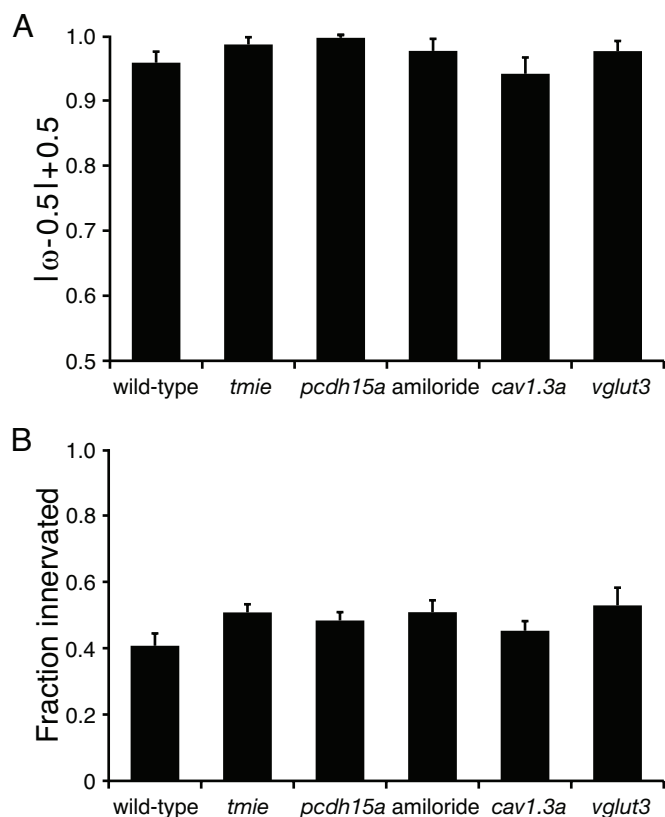 A
|ω-0.5|+0.5
1.0
0.9
0.8
0.7
0.6
0.5
wild-type tmie pcdh15a amiloride cav1.3a vglut3
B
Fraction innervated
1.0
0.8
0.6
0.4
0.2
0
wild-type tmie pcdh15a amiloride cav1.3a vglut3